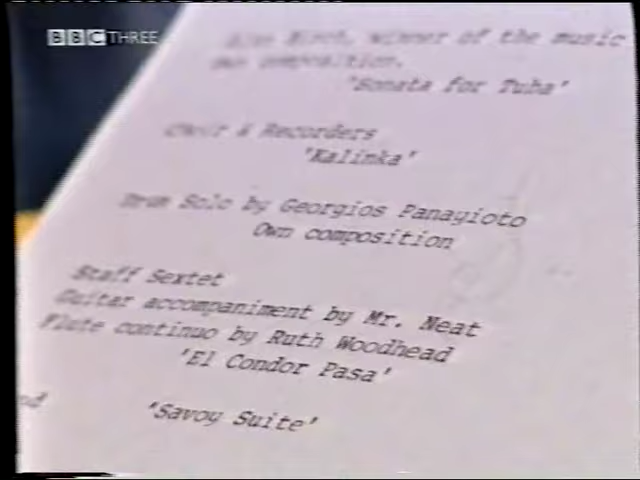 BBC THREE
winner of the music
own composition.
'Sonata for Tuba'
Choir & Recorders
'Kalinka'
Drum Solo by Georgios Panayioto
Own composition
Staff Sextet
Guitar accompaniment by Mr. Neat
Flute continuo by Ruth Woodhead
'El Condor Pasa'
'Savoy Suite'